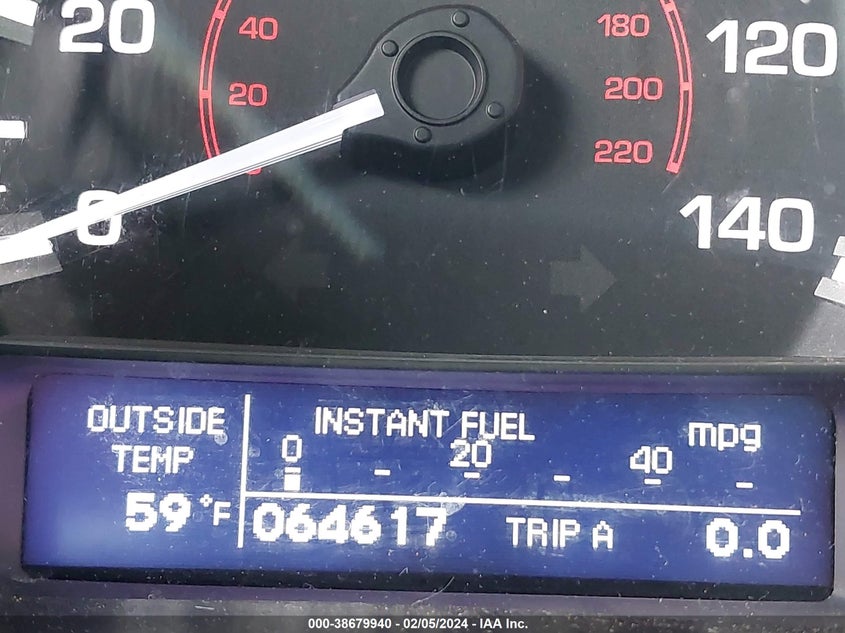 20 40 180 120
20 200
220
0 140
OUTSIDE TEMP
59°F
INSTANT FUEL mpg
0 20 40
064617 TRIP A 0.0
000-38679940 - 02/05/2024 - IAA Inc.